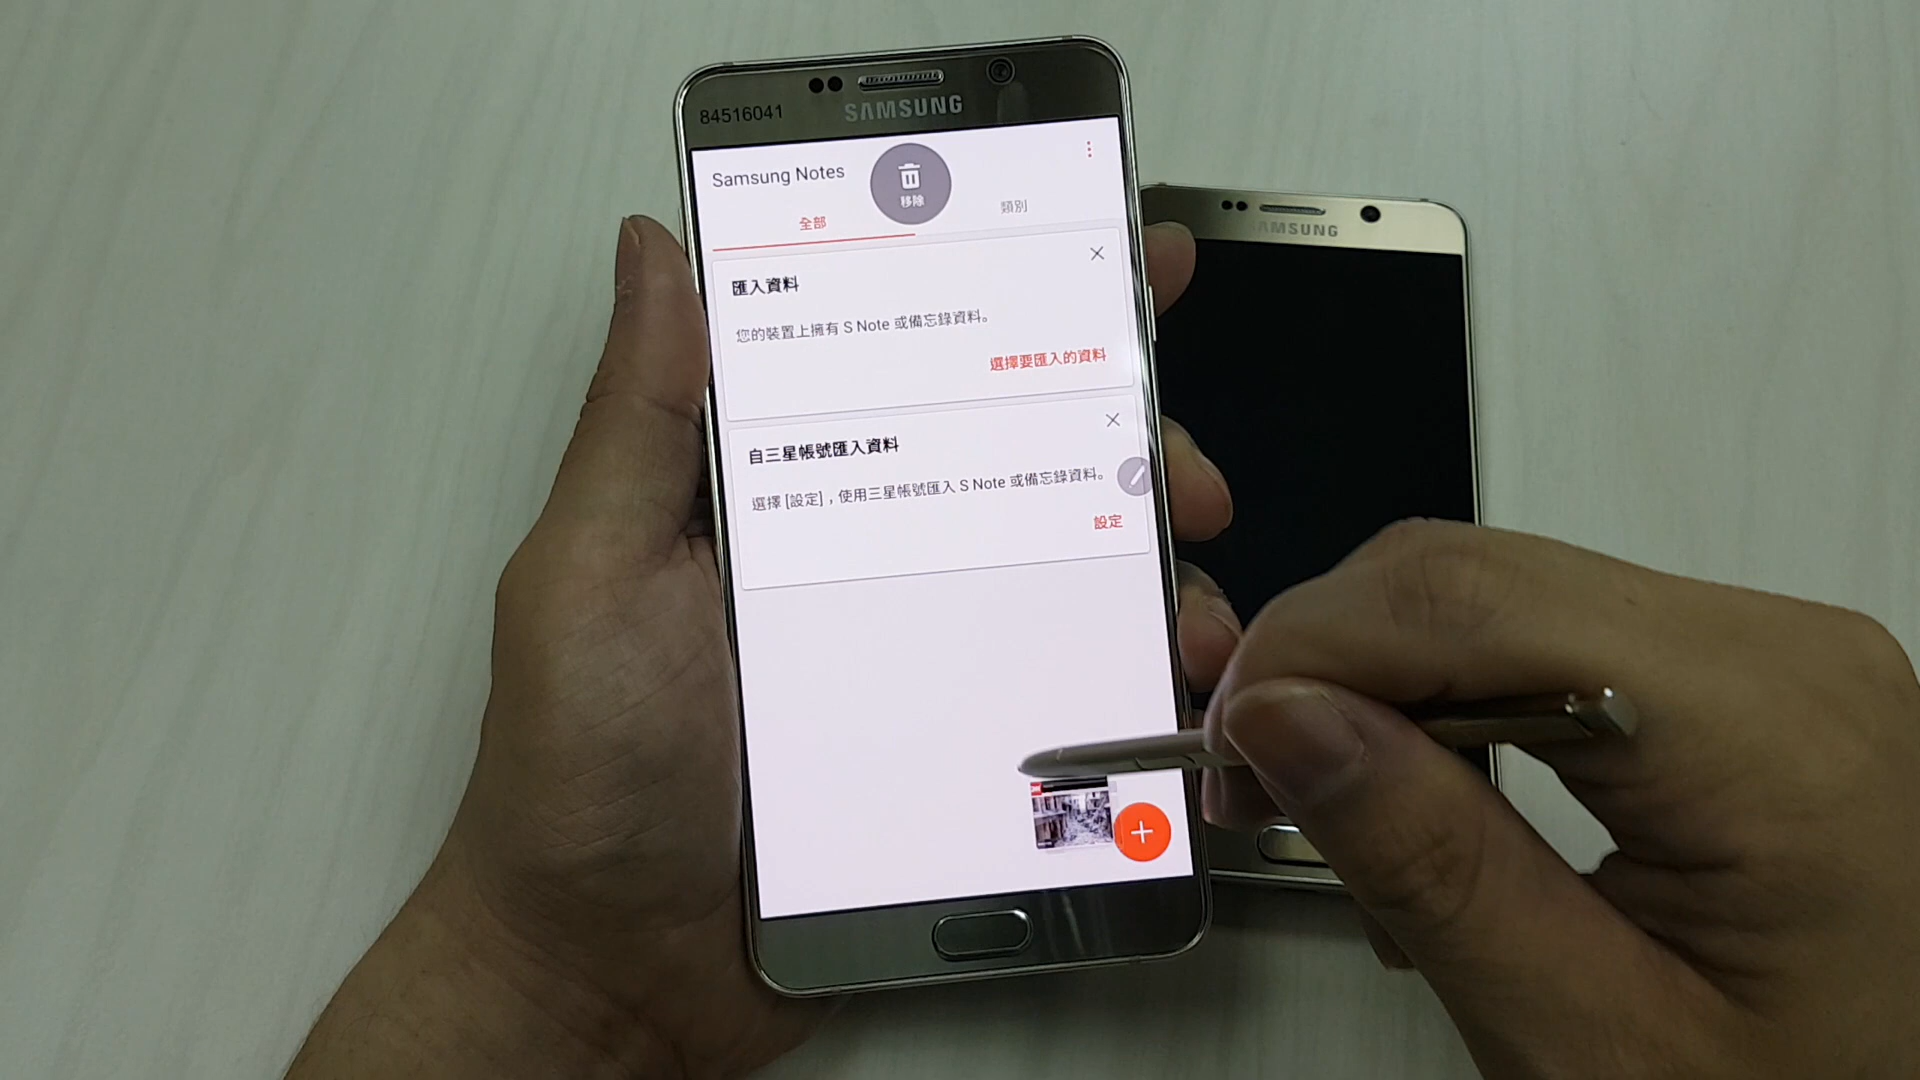 84516041
SAMSUNG
Samsung Notes
移除
全部
類別
匯入資料
您的裝置上擁有 S Note 或備忘錄資料。
選擇要匯入的資料
自三星帳號匯入資料
選擇 [設定]，使用三星帳號匯入 S Note 或備忘錄資料。
設定
SAMSUNG